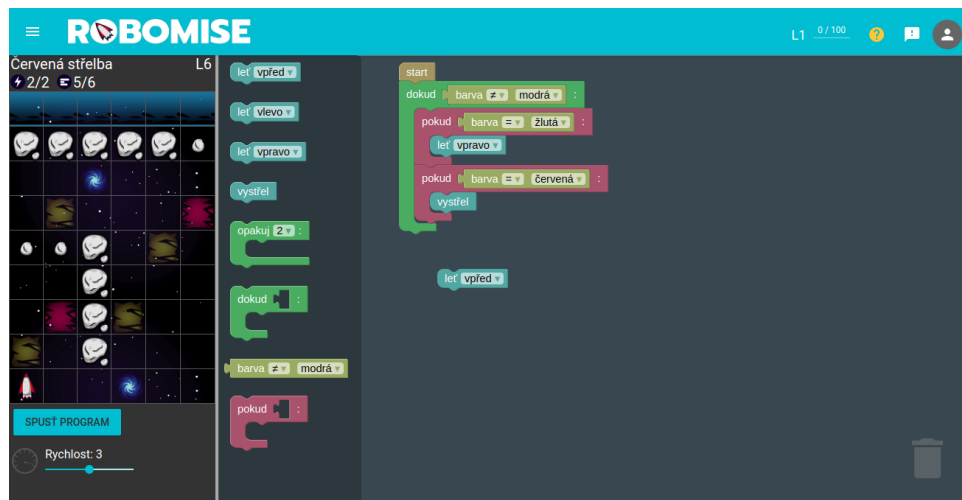 ROBOMISE
L1 0 / 100
Červená střelba L6
2/2 5/6
leť vpřed
leť vlevo
leť vpravo
vystřel
opakuj 2 :
dokud :
barva ≠ modrá
pokud :
start
dokud barva ≠ modrá :
pokud barva = žlutá :
leť vpravo
pokud barva = červená :
vystřel
leť vpřed
SPUSŤ PROGRAM
Rychlost: 3